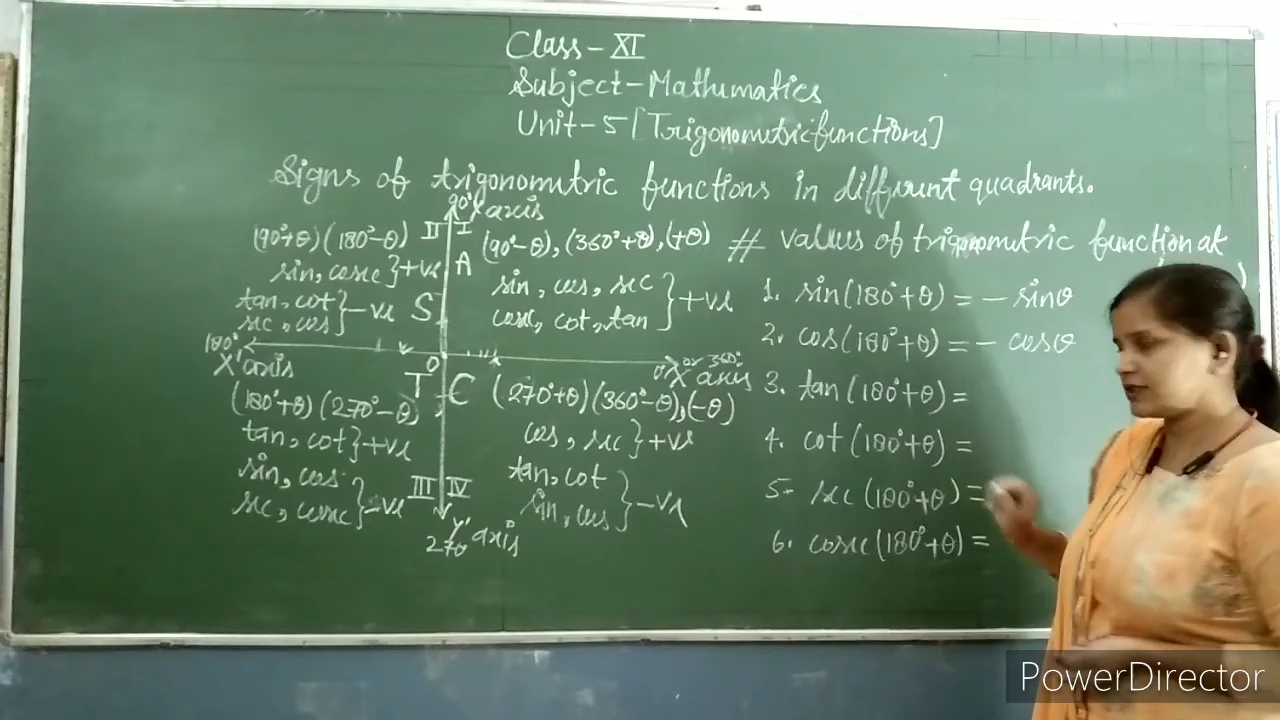 Class - XI
Subject - Mathematics
Unit - 5 [Trigonometric functions]
Signs of trigonometric functions in different quadrants.
90° Y axis
(90°+θ) (180°-θ) II
sin, cosec } +ve
tan, cot
sec, cos } -ve S
I (90°-θ), (360°+θ), (+θ)
A
sin, cos, sec
cosec, cot, tan } +ve
180°
X' axis
O
0° or 360°
X axis
T
(180°+θ) (270°-θ)
tan, cot } +ve
sin, cos
sec, cosec } -ve
III
C (270°+θ) (360°-θ), (-θ)
cos, sec } +ve
tan, cot
sin, cos } -ve
IV
Y' axis
270°
# Values of trigonometric function at
)
1. sin(180°+θ) = - sinθ
2. cos(180°+θ) = - cosθ
3. tan(180°+θ) =
4. cot(180°+θ) =
5. sec(180°+θ) =
6. cosec(180°+θ) =
PowerDirector